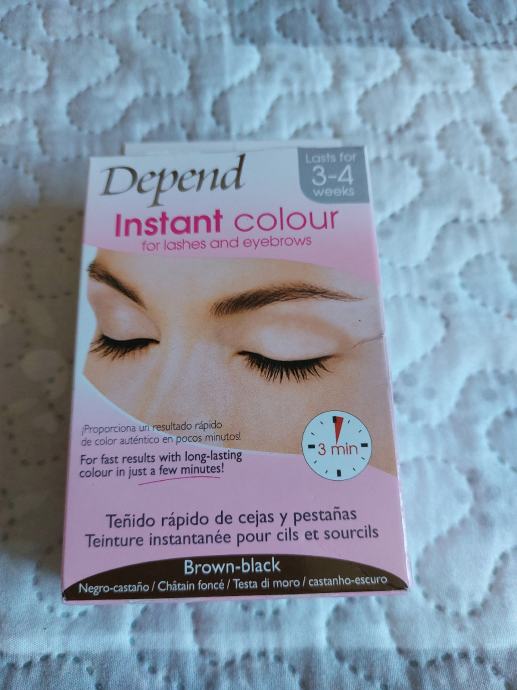 Depend
Lasts for
3-4
weeks
Instant colour
for lashes and eyebrows
¡Proporciona un resultado rápido
de color auténtico en pocos minutos!
For fast results with long-lasting
colour in just a few minutes!
3 min
Teñido rápido de cejas y pestañas
Teinture instantanée pour cils et sourcils
Brown-black
Negro-castaño / Châtain foncé / Testa di moro / castanho-escuro